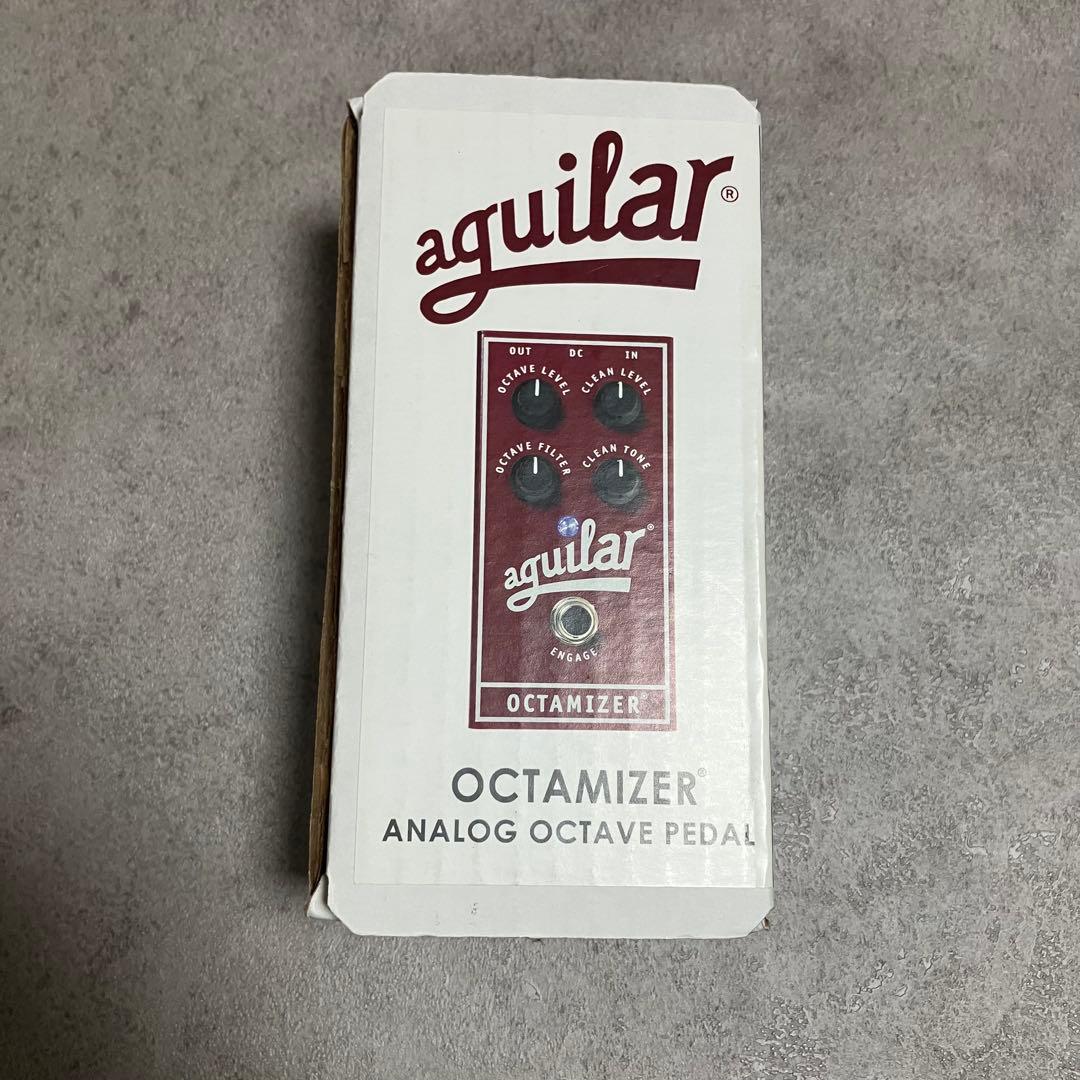 aguilar®
OUT DC IN
OCTAVE LEVEL CLEAN LEVEL
OCTAVE FILTER CLEAN TONE
aguilar®
ENGAGE
OCTAMIZER®
OCTAMIZER®
ANALOG OCTAVE PEDAL